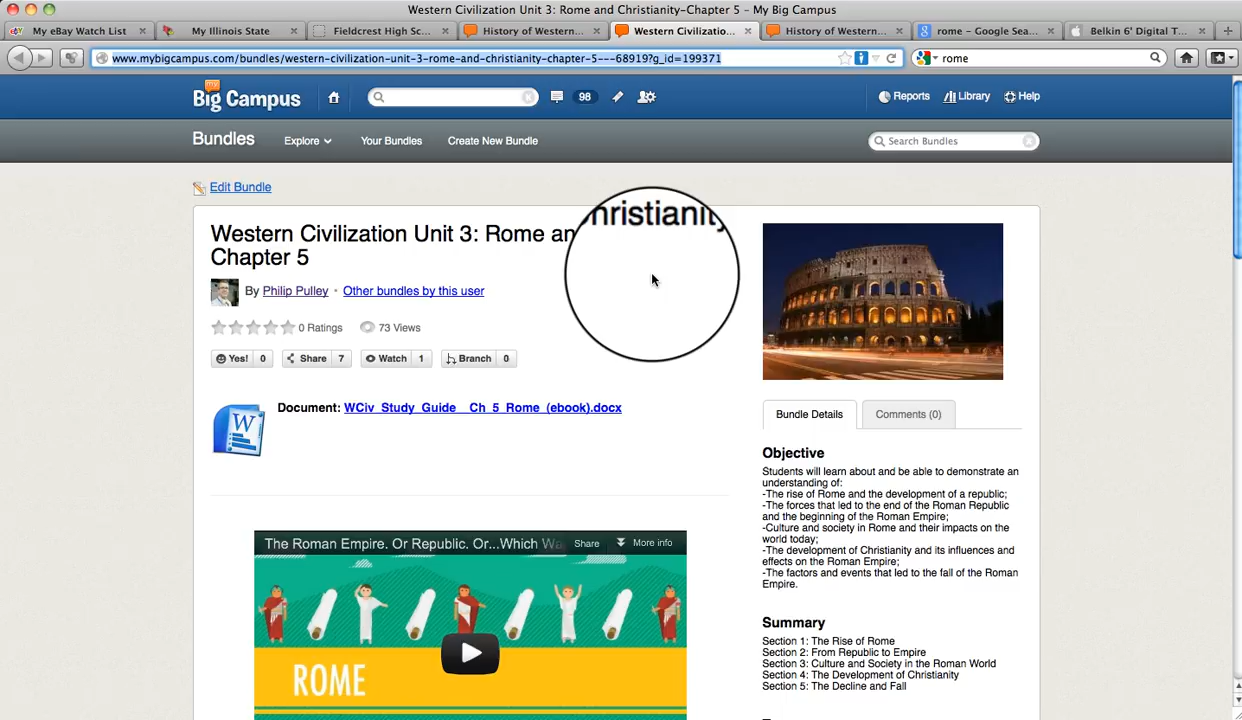 Western Civilization Unit 3: Rome and Christianity-Chapter 5 - My Big Campus
My eBay Watch List
My Illinois State
Fieldcrest High Sc...
History of Western...
Western Civilizatio...
History of Western...
rome - Google Sea...
Belkin 6' Digital T...
www.mybigcampus.com/bundles/western-civilization-unit-3-rome-and-christianity-chapter-5---68919?g_id=199371
rome
my Big Campus
98
Reports
Library
Help
Bundles
Explore
Your Bundles
Create New Bundle
Search Bundles
Edit Bundle
Western Civilization Unit 3: Rome an
hristianity
Chapter 5
By Philip Pulley · Other bundles by this user
0 Ratings
73 Views
Yes! 0
Share 7
Watch 1
Branch 0
Document: WCiv_Study_Guide__Ch_5_Rome_(ebook).docx
The Roman Empire. Or Republic. Or...Which Wa
Share
More info
ROME
Bundle Details
Comments (0)
Objective
Students will learn about and be able to demonstrate an
understanding of:
-The rise of Rome and the development of a republic;
-The forces that led to the end of the Roman Republic
and the beginning of the Roman Empire;
-Culture and society in Rome and their impacts on the
world today;
-The development of Christianity and its influences and
effects on the Roman Empire;
-The factors and events that led to the fall of the Roman
Empire.
Summary
Section 1: The Rise of Rome
Section 2: From Republic to Empire
Section 3: Culture and Society in the Roman World
Section 4: The Development of Christianity
Section 5: The Decline and Fall